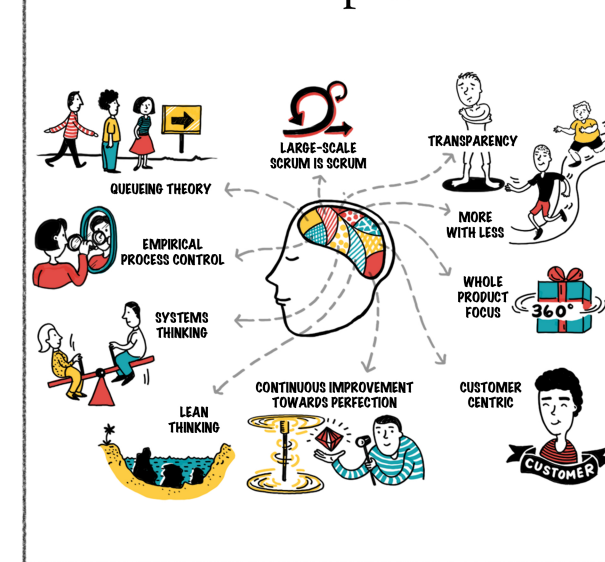 LARGE-SCALE
SCRUM IS SCRUM
TRANSPARENCY
QUEUEING THEORY
MORE
WITH LESS
EMPIRICAL
PROCESS CONTROL
WHOLE
PRODUCT
FOCUS
360°
SYSTEMS
THINKING
CONTINUOUS IMPROVEMENT
TOWARDS PERFECTION
CUSTOMER
CENTRIC
LEAN
THINKING
CUSTOMER